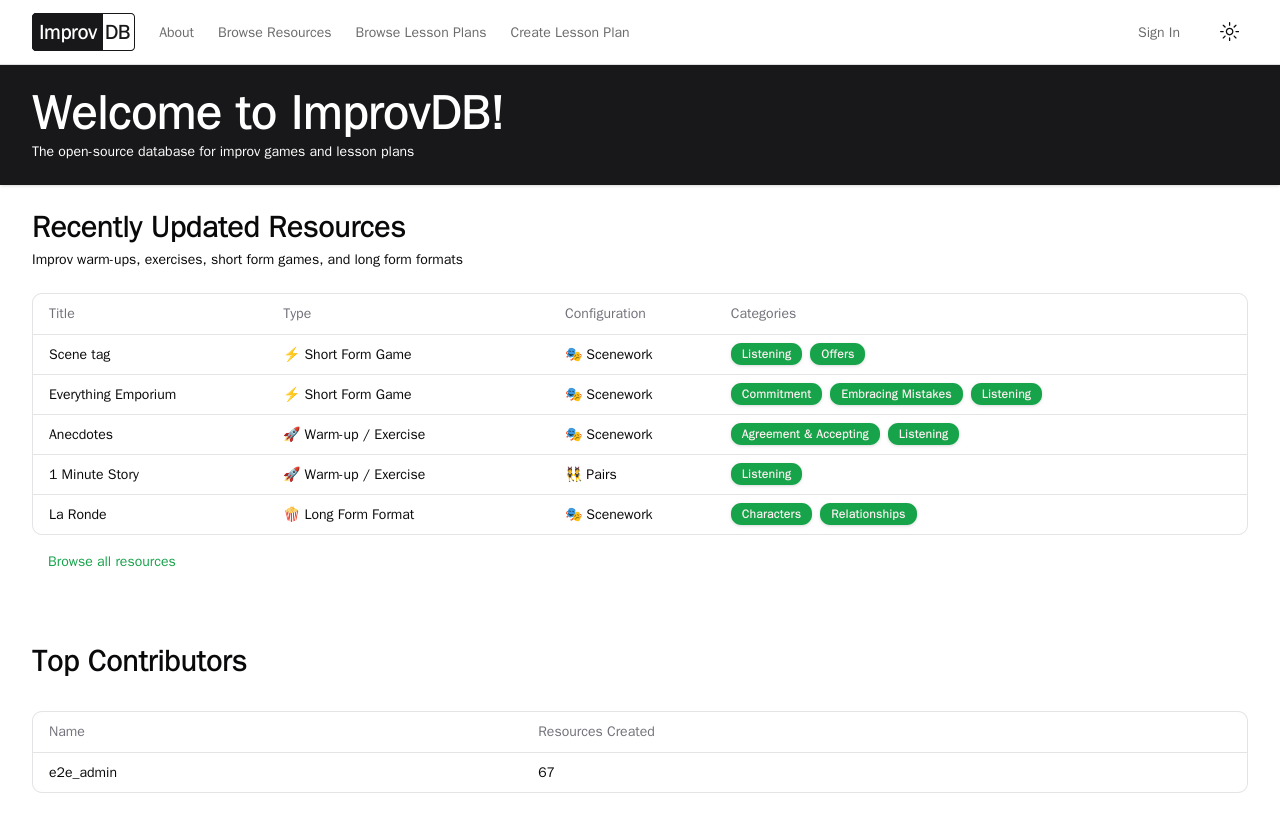 Improv DB About Browse Resources Browse Lesson Plans Create Lesson Plan Sign In
Welcome to ImprovDB!
The open-source database for improv games and lesson plans
Recently Updated Resources
Improv warm-ups, exercises, short form games, and long form formats
Title Type Configuration Categories
Scene tag ⚡ Short Form Game 🎭 Scenework Listening Offers
Everything Emporium ⚡ Short Form Game 🎭 Scenework Commitment Embracing Mistakes Listening
Anecdotes 🚀 Warm-up / Exercise 🎭 Scenework Agreement & Accepting Listening
1 Minute Story 🚀 Warm-up / Exercise 👯 Pairs Listening
La Ronde 🍿 Long Form Format 🎭 Scenework Characters Relationships
Browse all resources
Top Contributors
Name Resources Created
e2e_admin 67